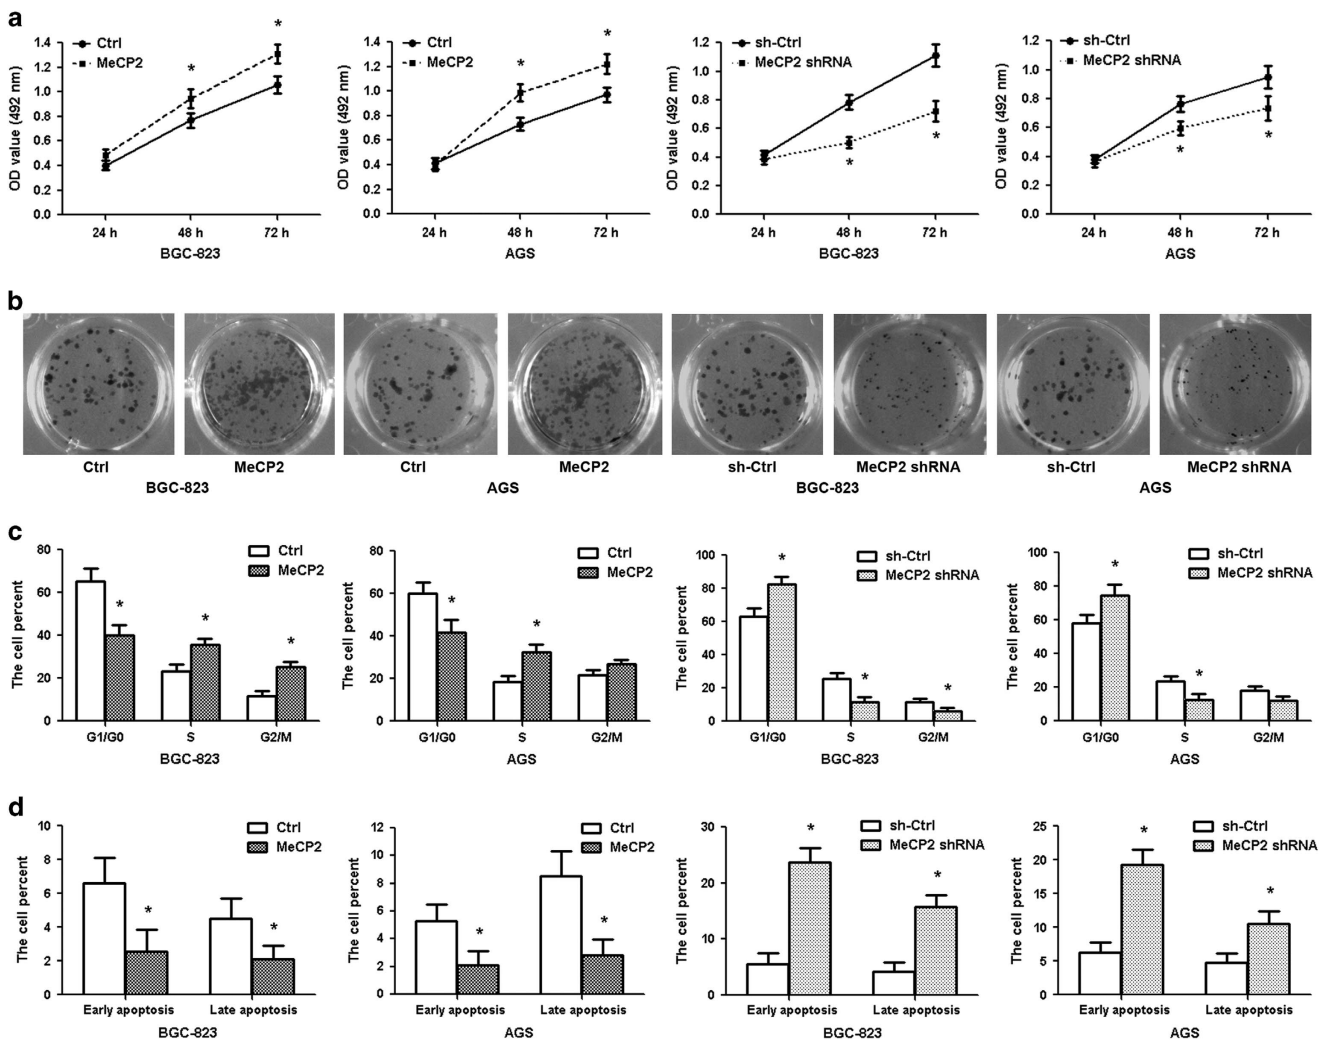 a
Ctrl
MeCP2
OD value (492 nm)
1.4
1.2
1.0
0.8
0.6
0.4
0.2
0.0
* *
24 h 48 h 72 h
BGC-823
Ctrl
MeCP2
OD value (492 nm)
1.4
1.2
1.0
0.8
0.6
0.4
0.2
0.0
* *
24 h 48 h 72 h
AGS
sh-Ctrl
MeCP2 shRNA
OD value (492 nm)
1.2
1.0
0.8
0.6
0.4
0.2
0.0
* *
24 h 48 h 72 h
BGC-823
sh-Ctrl
MeCP2 shRNA
OD value (492 nm)
1.2
1.0
0.8
0.6
0.4
0.2
0.0
* *
24 h 48 h 72 h
AGS
b
Ctrl MeCP2 Ctrl MeCP2 sh-Ctrl MeCP2 shRNA sh-Ctrl MeCP2 shRNA
BGC-823 AGS BGC-823 AGS
c
Ctrl
MeCP2
The cell percent
80
60
40
20
0
* * *
G1/G0 S G2/M
BGC-823
Ctrl
MeCP2
The cell percent
80
60
40
20
0
* *
G1/G0 S G2/M
AGS
sh-Ctrl
MeCP2 shRNA
The cell percent
100
80
60
40
20
0
* * *
G1/G0 S G2/M
BGC-823
sh-Ctrl
MeCP2 shRNA
The cell percent
100
80
60
40
20
0
* *
G1/G0 S G2/M
AGS
d
Ctrl
MeCP2
The cell percent
10
8
6
4
2
0
* *
Early apoptosis Late apoptosis
BGC-823
Ctrl
MeCP2
The cell percent
12
10
8
6
4
2
0
* *
Early apoptosis Late apoptosis
AGS
sh-Ctrl
MeCP2 shRNA
The cell percent
30
20
10
0
* *
Early apoptosis Late apoptosis
BGC-823
sh-Ctrl
MeCP2 shRNA
The cell percent
25
20
15
10
5
0
* *
Early apoptosis Late apoptosis
AGS